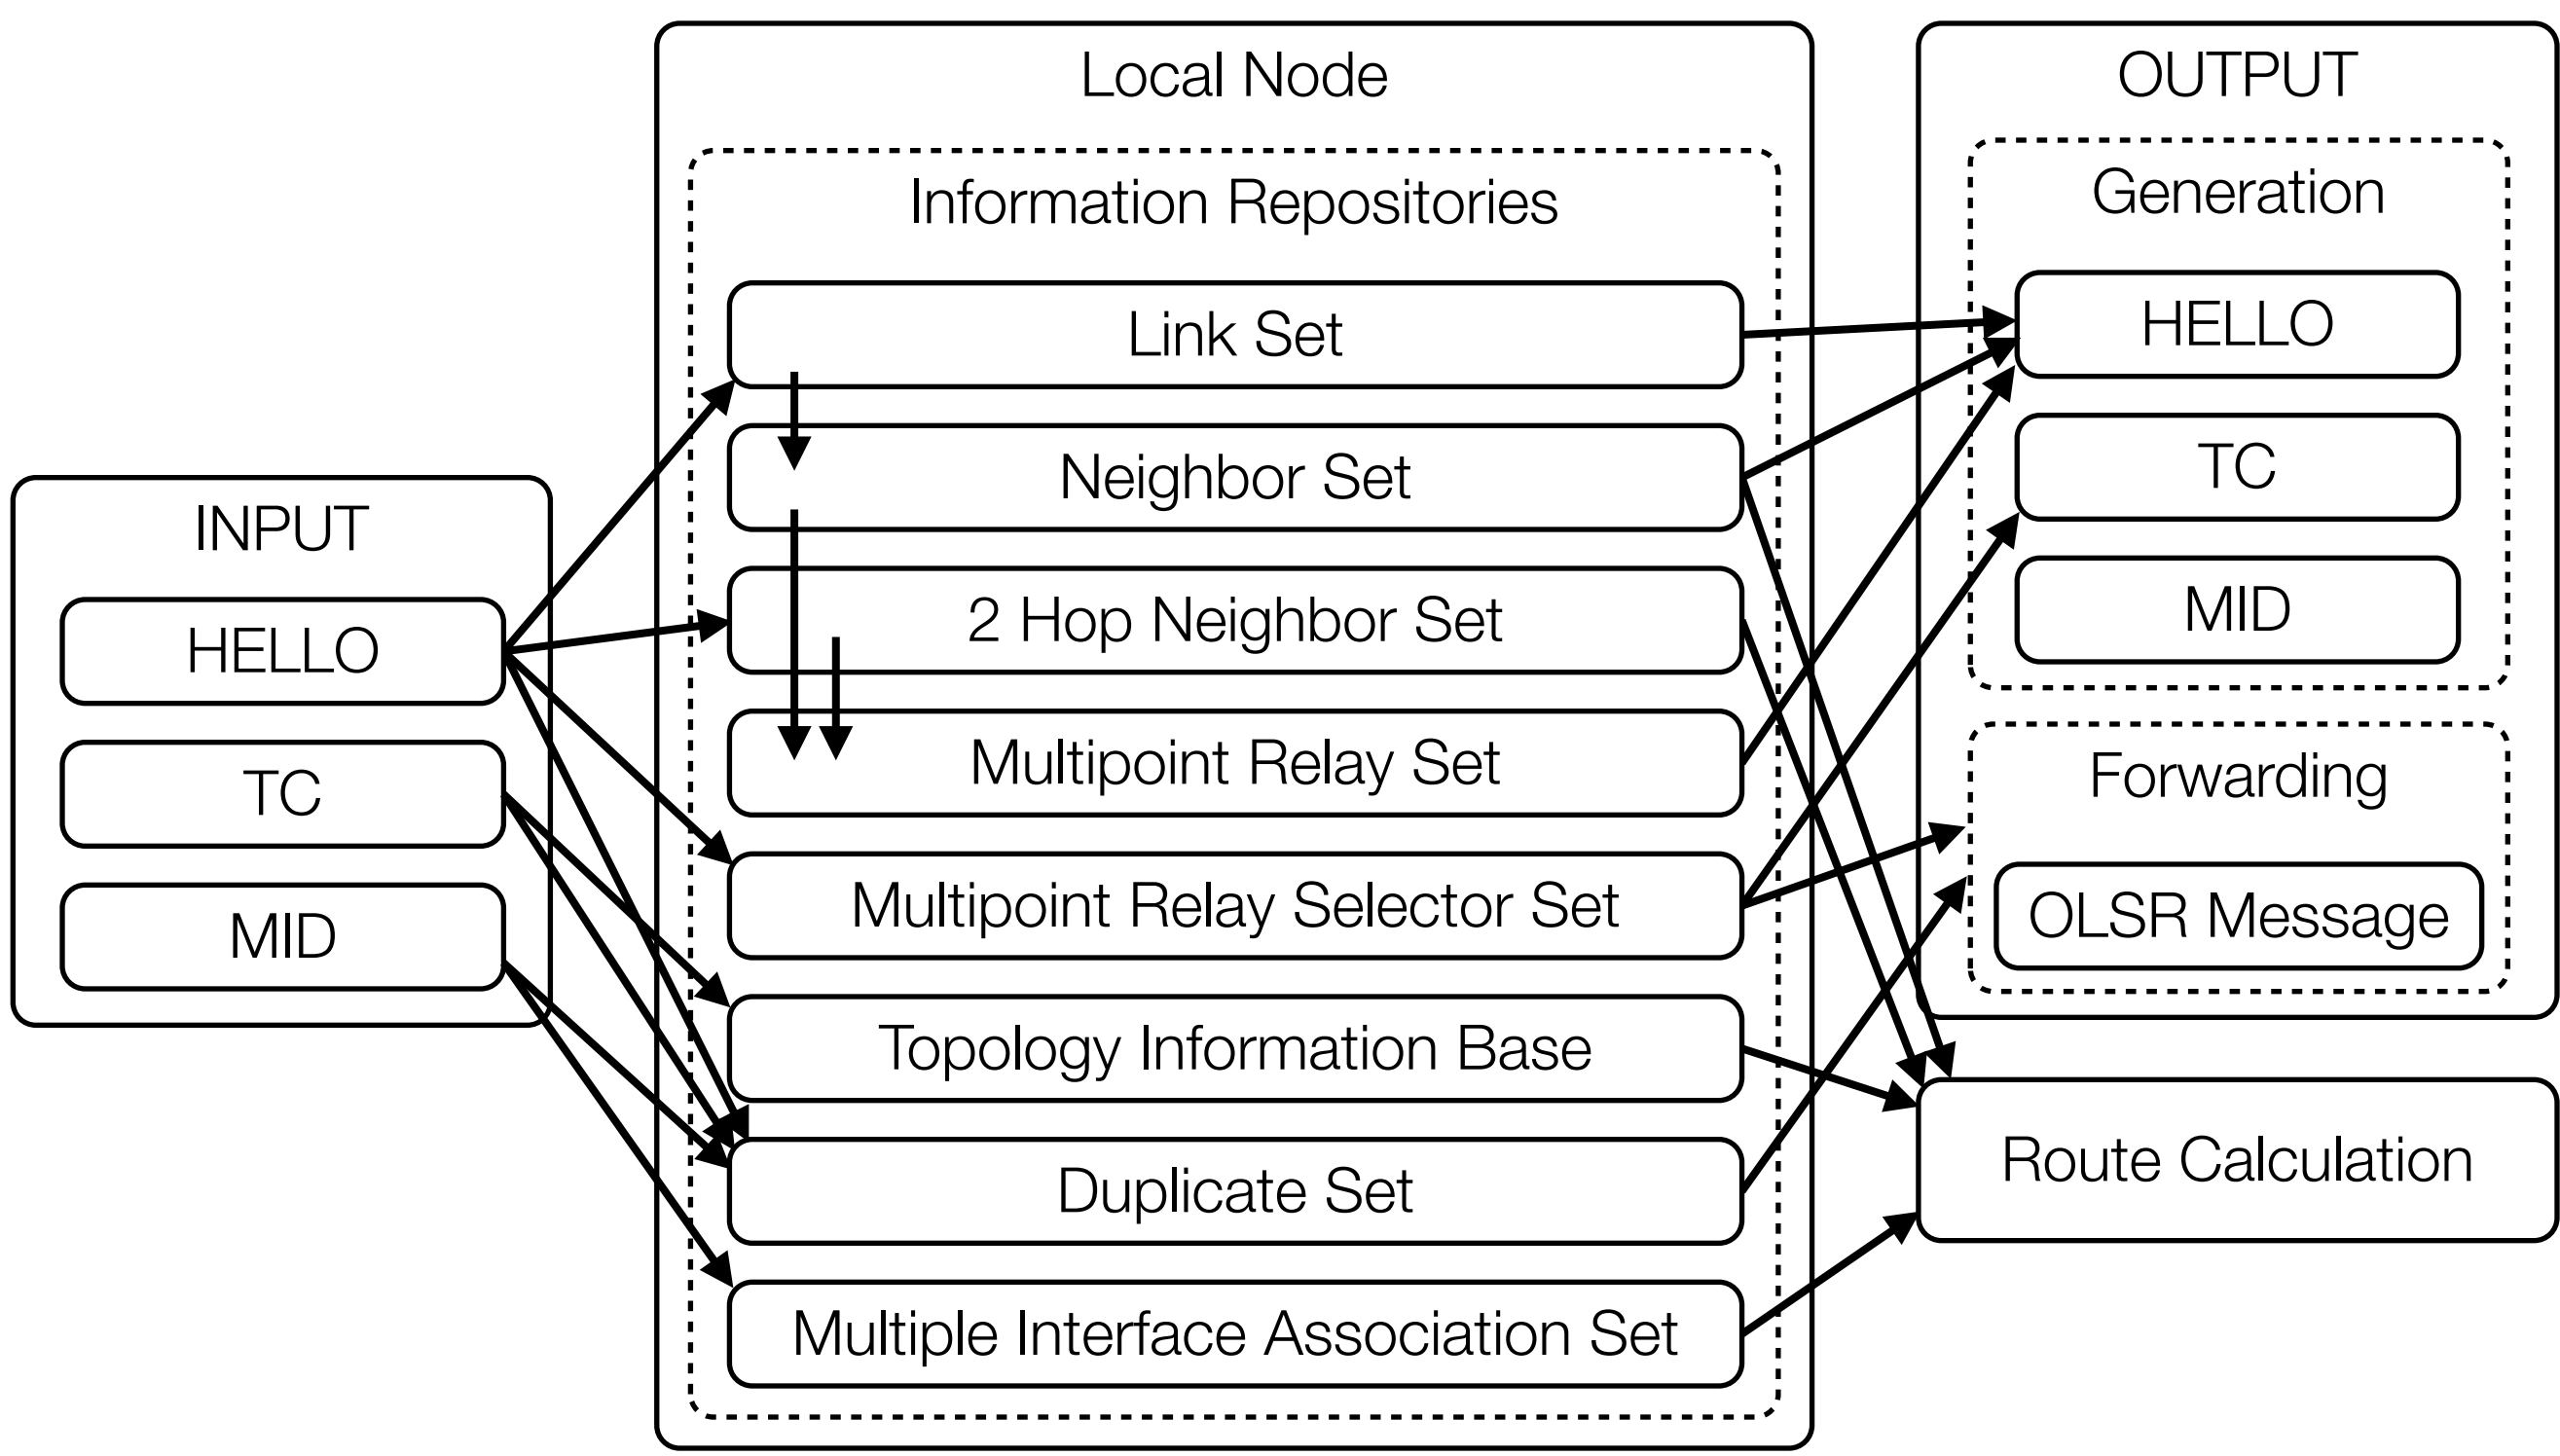 INPUT
HELLO
TC
MID
Local Node
Information Repositories
Link Set
Neighbor Set
2 Hop Neighbor Set
Multipoint Relay Set
Multipoint Relay Selector Set
Topology Information Base
Duplicate Set
Multiple Interface Association Set
OUTPUT
Generation
HELLO
TC
MID
Forwarding
OLSR Message
Route Calculation